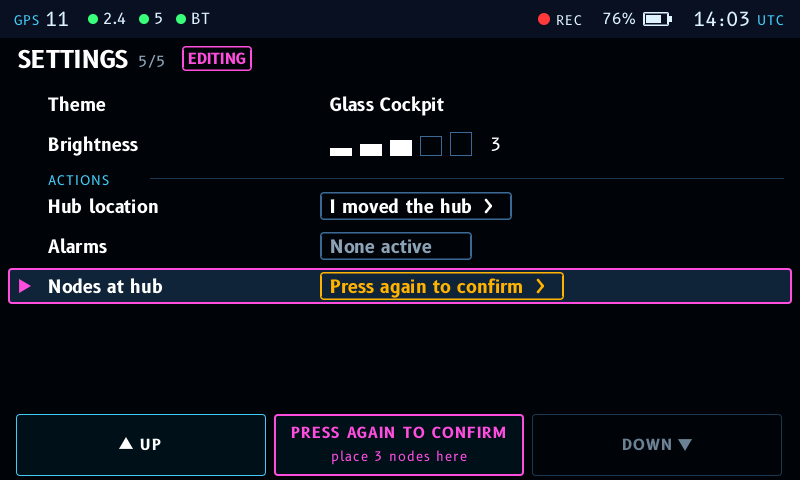 GPS 11 2.4 5 BT REC 76% 14:03 UTC
SETTINGS 5/5 EDITING
Theme Glass Cockpit
Brightness 3
ACTIONS
Hub location I moved the hub
Alarms None active
Nodes at hub Press again to confirm
UP
PRESS AGAIN TO CONFIRM
place 3 nodes here
DOWN